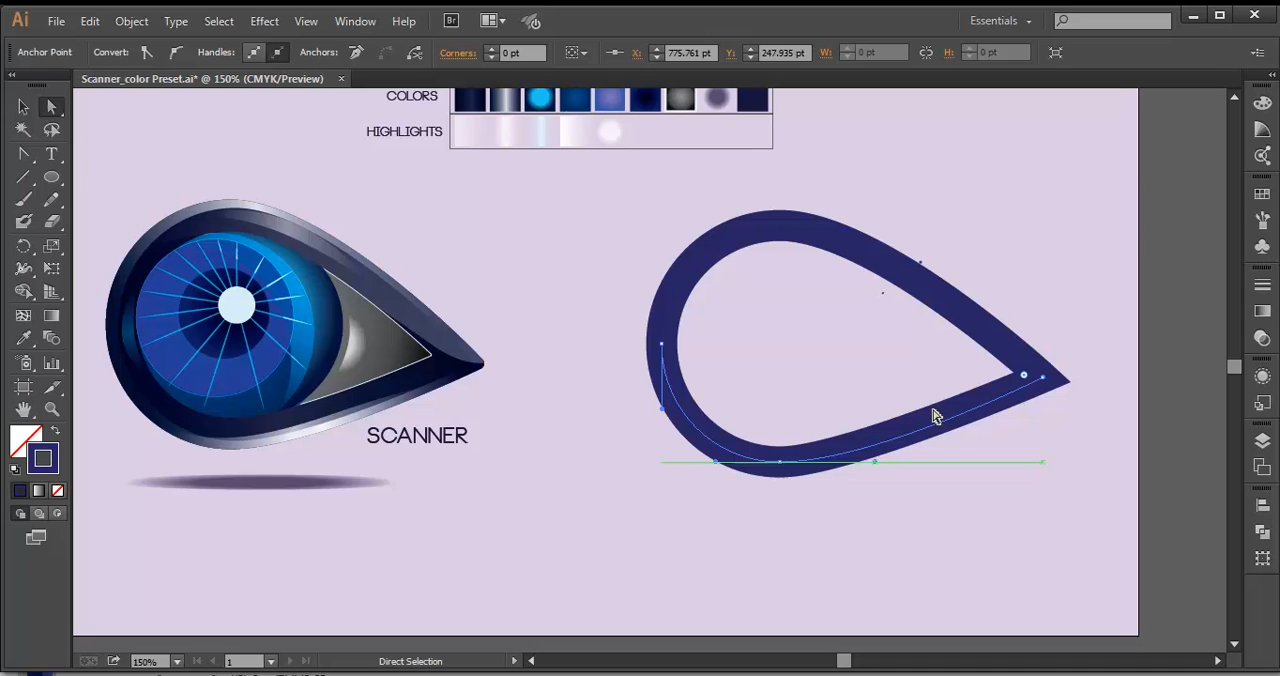 Ai File Edit Object Type Select Effect View Window Help Br Essentials
Anchor Point Convert: Handles: Anchors: Corners: 0 pt X: 775.761 pt Y: 247.935 pt W: 0 pt H: 0 pt
Scanner_color Preset.ai* @ 150% (CMYK/Preview)
COLORS
HIGHLIGHTS
SCANNER
150% 1 Direct Selection